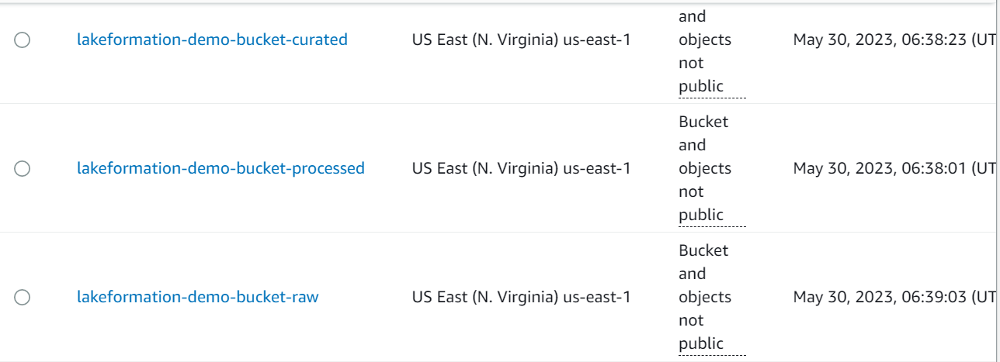 and
lakeformation-demo-bucket-curated US East (N. Virginia) us-east-1 objects May 30, 2023, 06:38:23 (UT
not
public
Bucket
and
lakeformation-demo-bucket-processed US East (N. Virginia) us-east-1 objects May 30, 2023, 06:38:01 (UT
not
public
Bucket
and
lakeformation-demo-bucket-raw US East (N. Virginia) us-east-1 objects May 30, 2023, 06:39:03 (UT
not
public